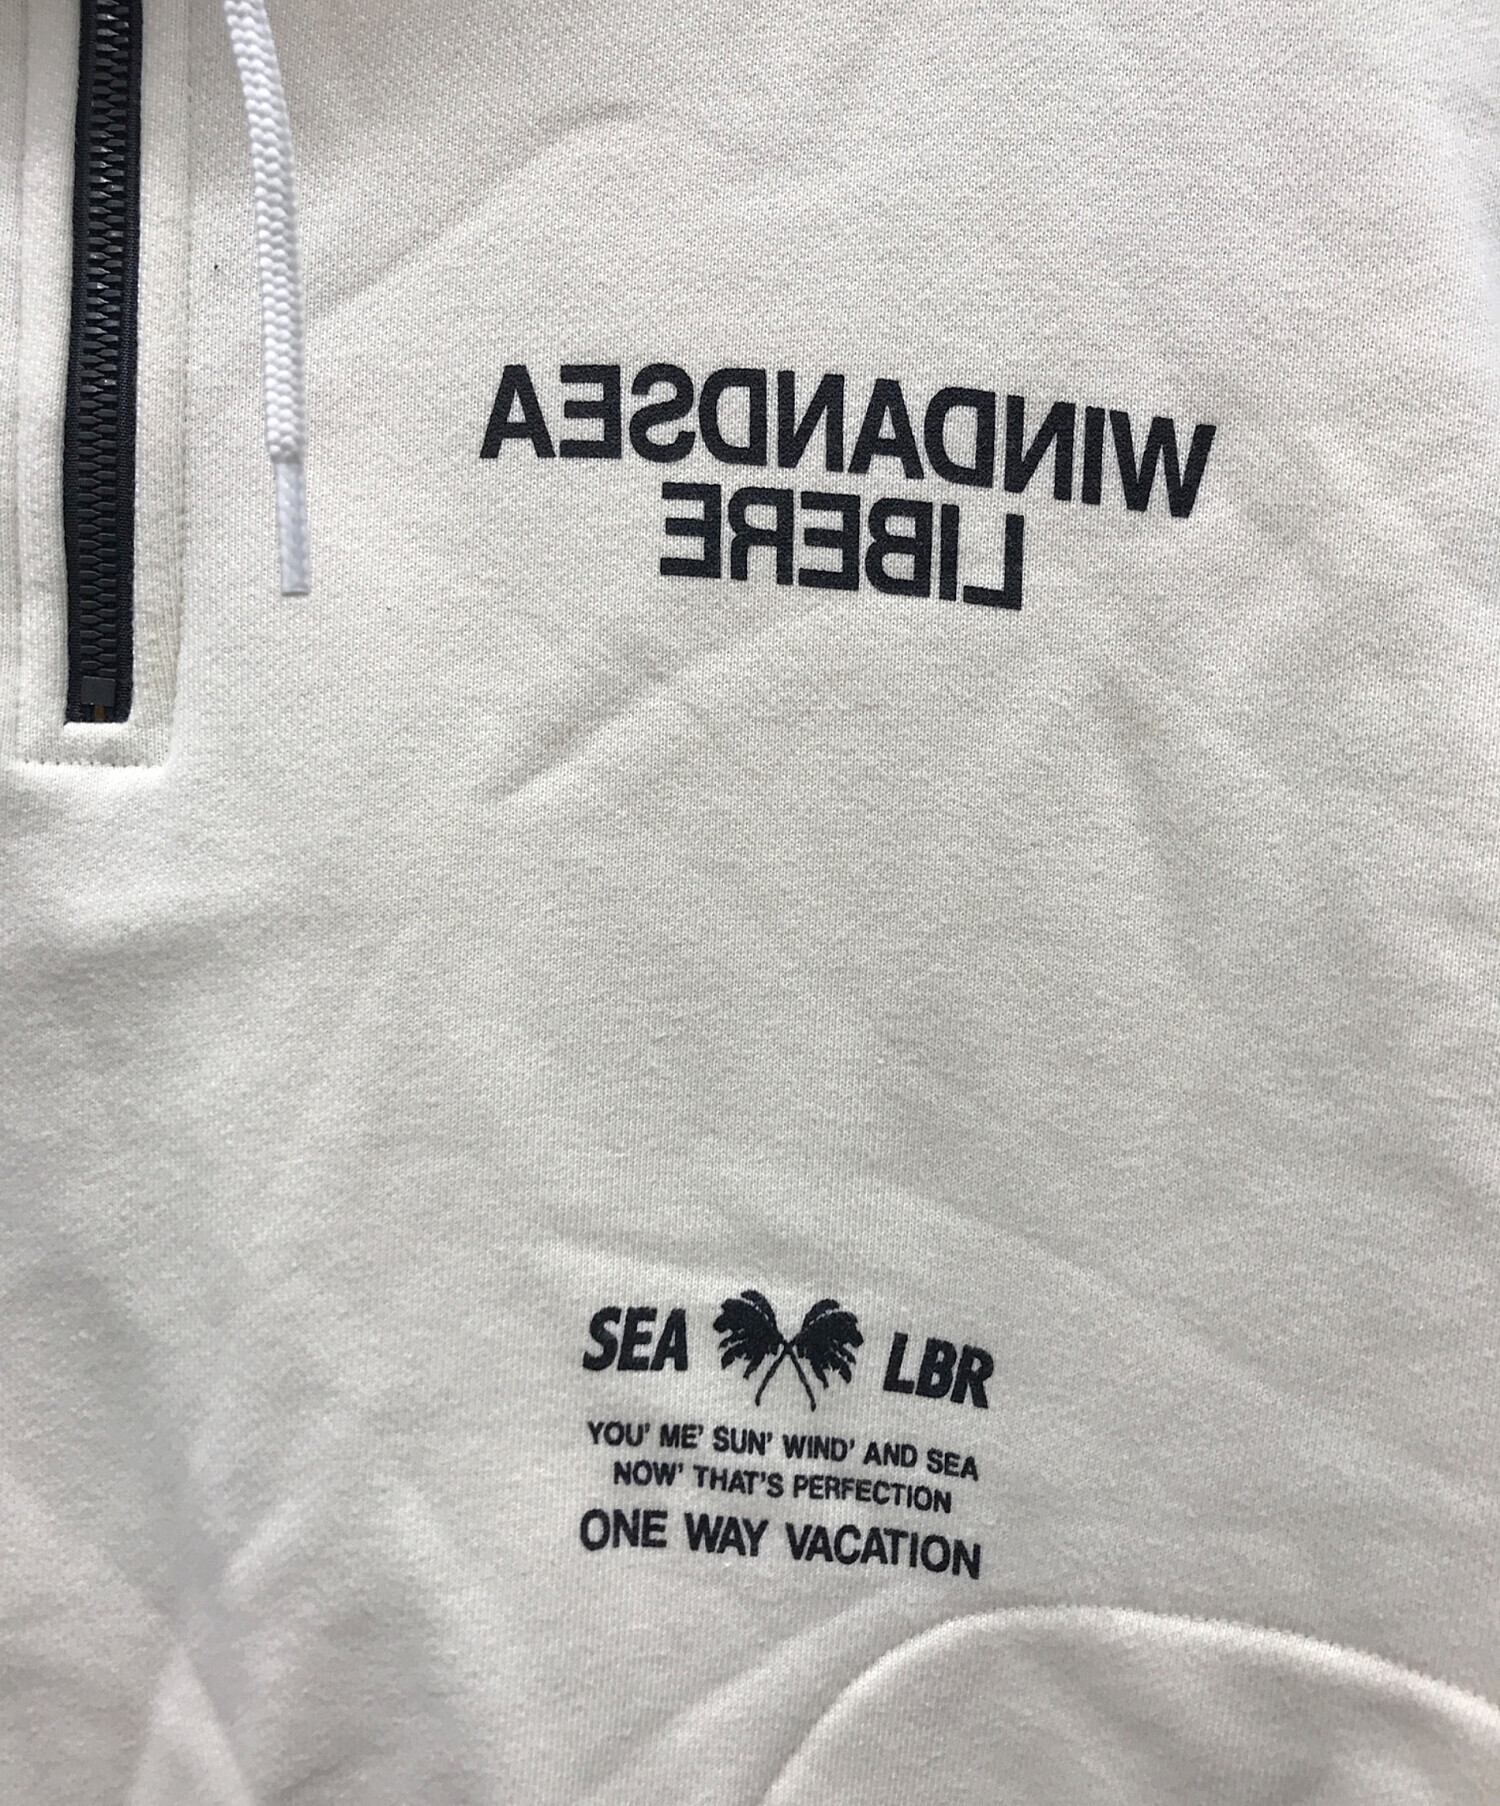 WINDANDSEA
LIBERE
SEA LBR
YOU' ME' SUN' WIND' AND SEA
NOW' THAT'S PERFECTION
ONE WAY VACATION